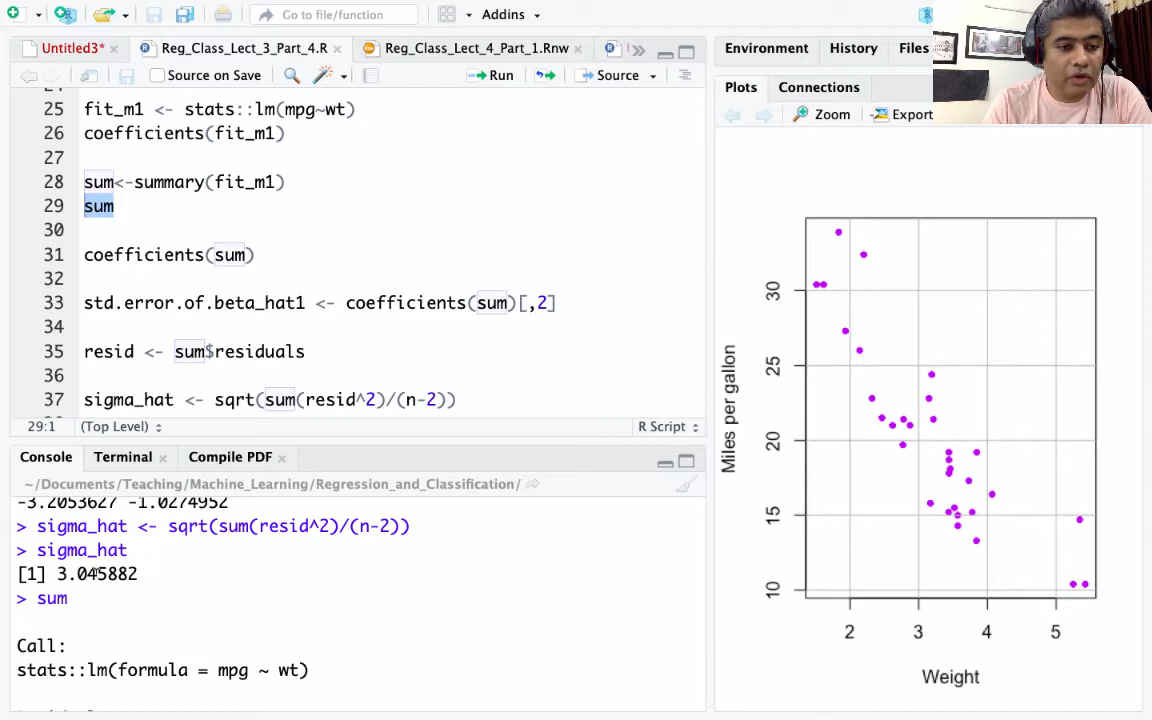 Go to file/function
Addins
Untitled3*
Reg_Class_Lect_3_Part_4.R
Reg_Class_Lect_4_Part_1.Rnw
Source on Save
Run
Source
25 fit_m1 <- stats::lm(mpg~wt)
26 coefficients(fit_m1)
27
28 sum<-summary(fit_m1)
29 sum
30
31 coefficients(sum)
32
33 std.error.of.beta_hat1 <- coefficients(sum)[,2]
34
35 resid <- sum$residuals
36
37 sigma_hat <- sqrt(sum(resid^2)/(n-2))
29:1 (Top Level) R Script
Console Terminal Compile PDF
~/Documents/Teaching/Machine_Learning/Regression_and_Classification/
-3.2053627 -1.0274952
> sigma_hat <- sqrt(sum(resid^2)/(n-2))
> sigma_hat
[1] 3.045882
> sum
Call:
stats::lm(formula = mpg ~ wt)
Environment History Files
Plots Connections
Zoom Export
Miles per gallon
30
25
20
15
10
2 3 4 5
Weight